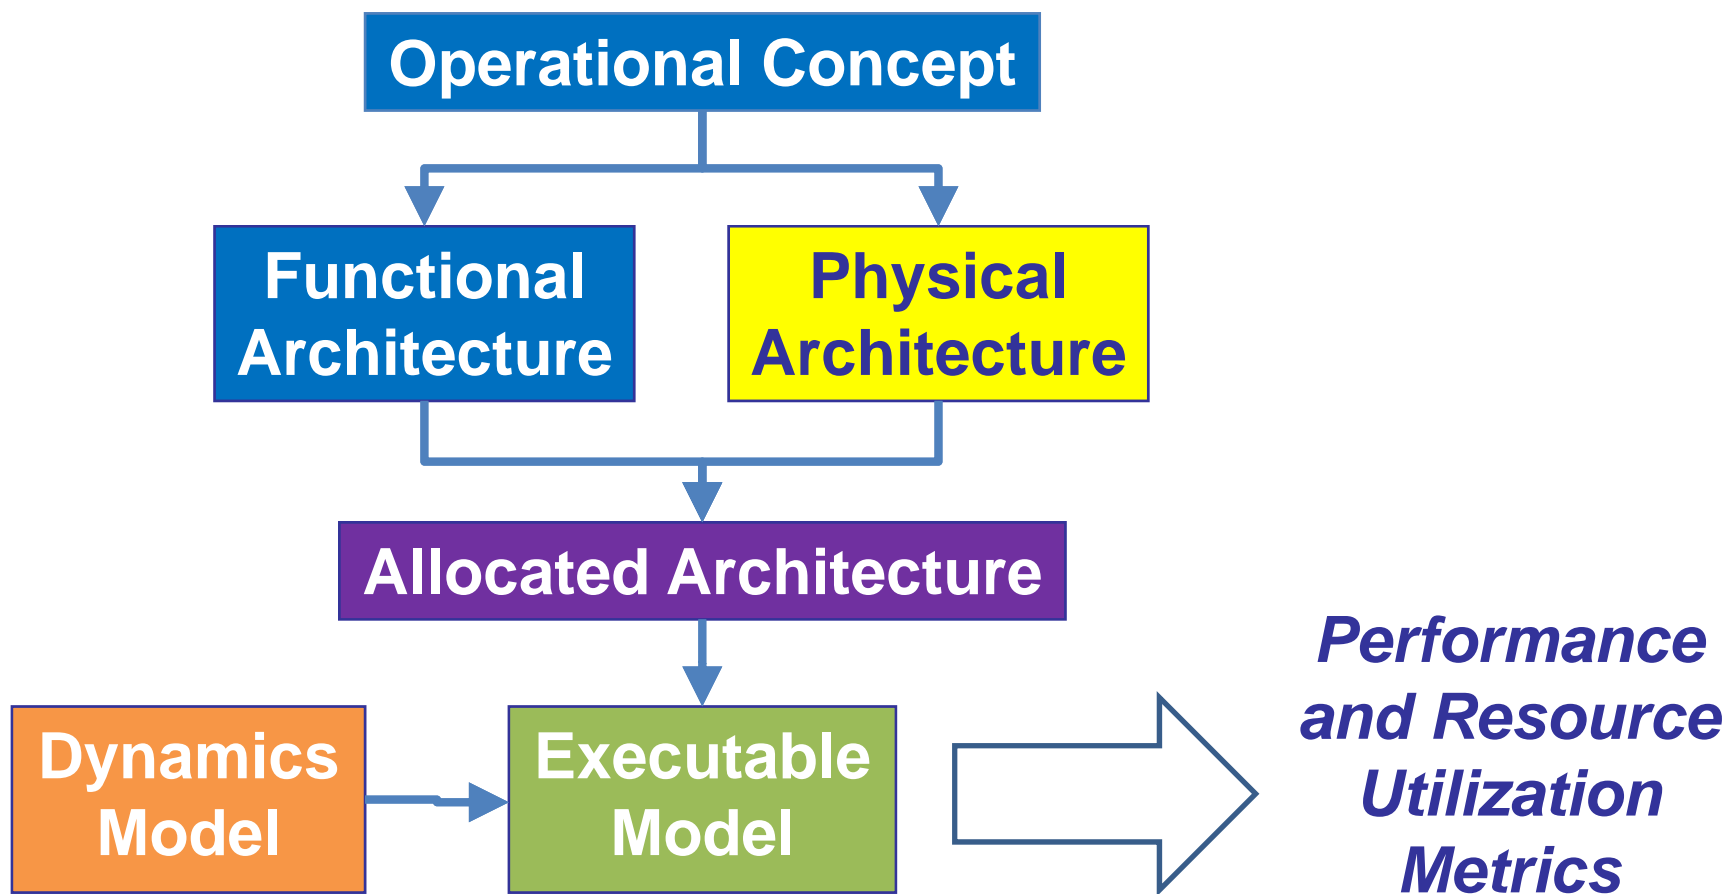 Operational Concept
Functional
Architecture
Physical
Architecture
Allocated Architecture
Dynamics
Model
Executable
Model
Performance
and Resource
Utilization
Metrics